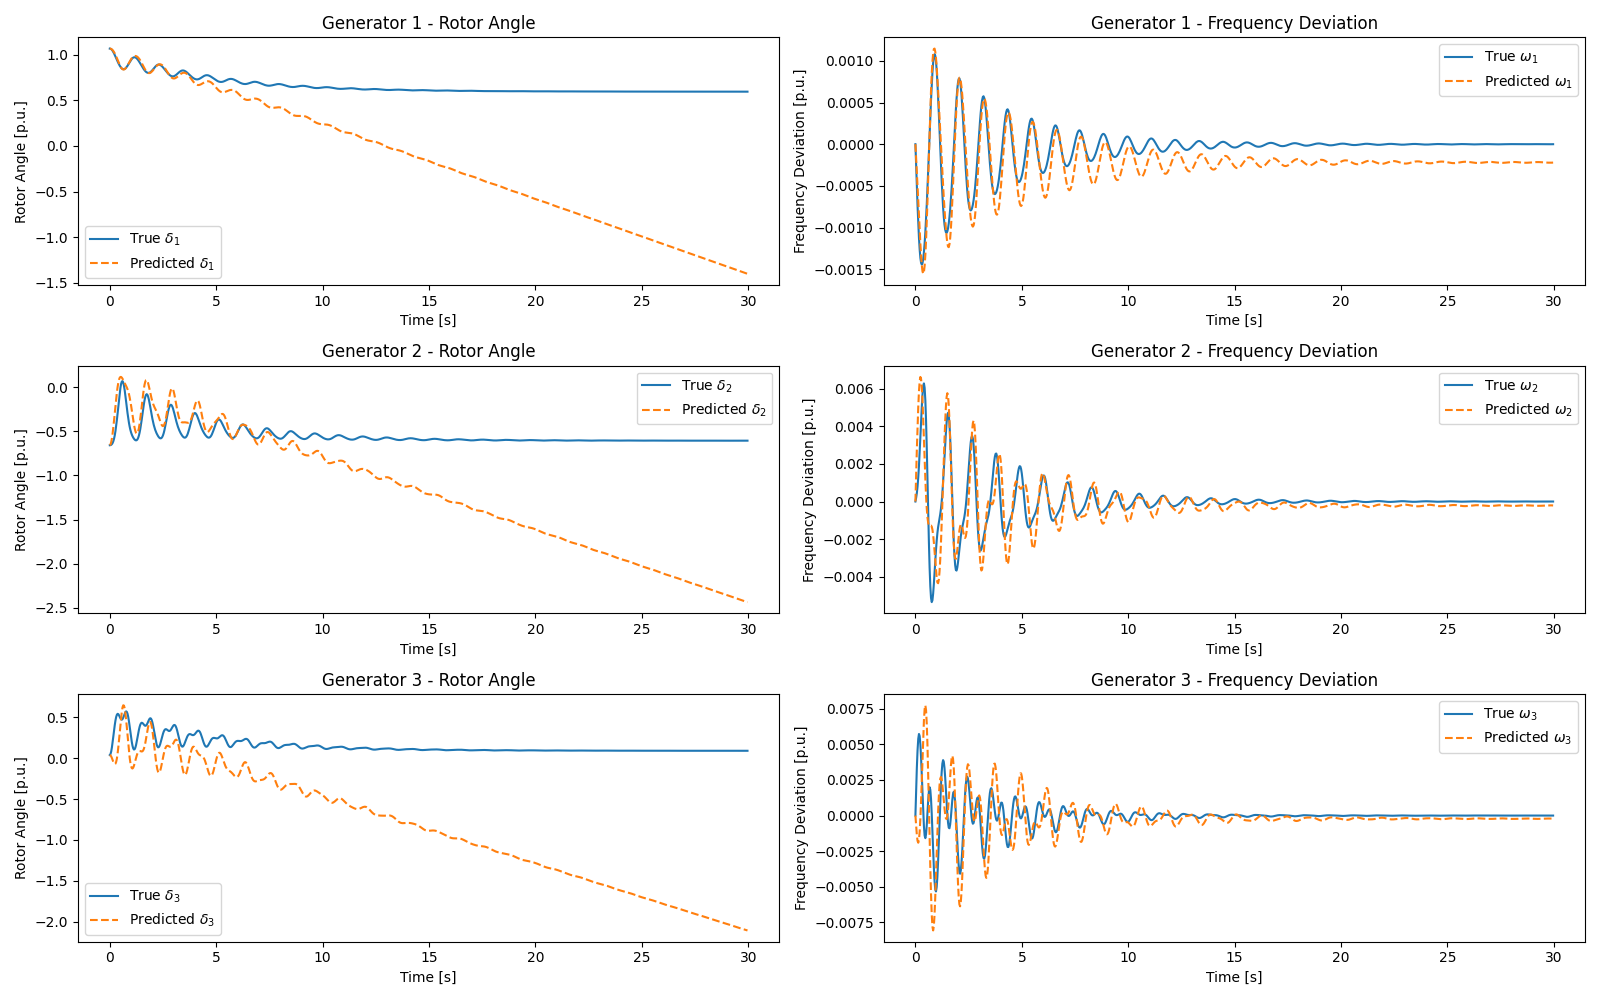 Generator 1 - Rotor Angle
Rotor Angle [p.u.]
1.0
0.5
0.0
−0.5
−1.0
−1.5
True δ1
Predicted δ1
0 5 10 15 20 25 30
Time [s]
Generator 1 - Frequency Deviation
Frequency Deviation [p.u.]
0.0010
0.0005
0.0000
−0.0005
−0.0010
−0.0015
True ω1
Predicted ω1
0 5 10 15 20 25 30
Time [s]
Generator 2 - Rotor Angle
Rotor Angle [p.u.]
0.0
−0.5
−1.0
−1.5
−2.0
−2.5
True δ2
Predicted δ2
0 5 10 15 20 25 30
Time [s]
Generator 2 - Frequency Deviation
Frequency Deviation [p.u.]
0.006
0.004
0.002
0.000
−0.002
−0.004
True ω2
Predicted ω2
0 5 10 15 20 25 30
Time [s]
Generator 3 - Rotor Angle
Rotor Angle [p.u.]
0.5
0.0
−0.5
−1.0
−1.5
−2.0
True δ3
Predicted δ3
0 5 10 15 20 25 30
Time [s]
Generator 3 - Frequency Deviation
Frequency Deviation [p.u.]
0.0075
0.0050
0.0025
0.0000
−0.0025
−0.0050
−0.0075
True ω3
Predicted ω3
0 5 10 15 20 25 30
Time [s]